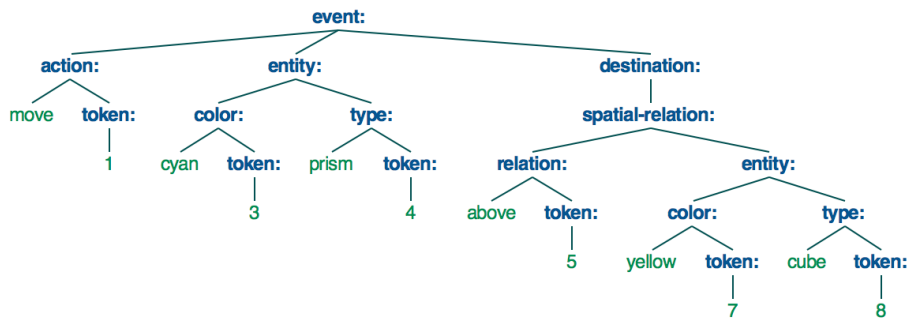 event:
action: entity: destination:
move token: color: type: spatial-relation:
1 cyan token: prism token: relation: entity:
3 4 above token: color: type:
5 yellow token: cube token:
7 8